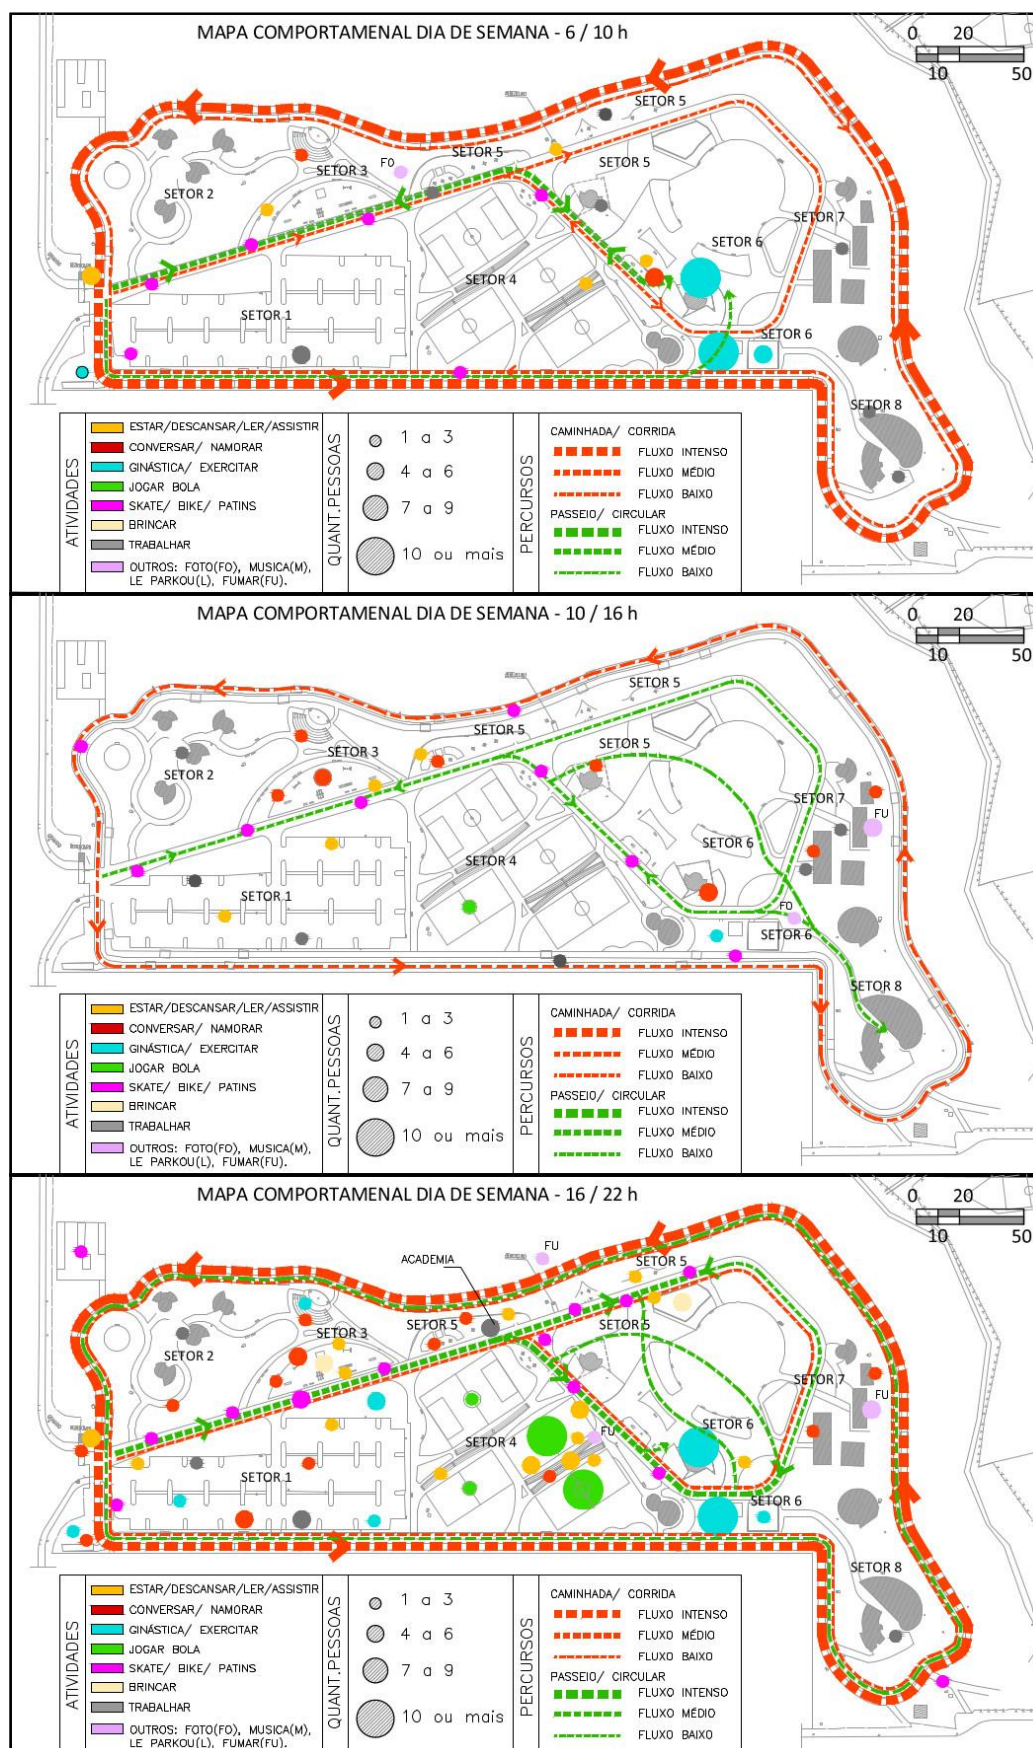 MAPA COMPORTAMENAL DIA DE SEMANA - 6 / 10 h
0 20
10 50
SETOR 5
SETOR 5
SETOR 5
FO
SETOR 3
SETOR 2
SETOR 7
SETOR 6
SETOR 4
SETOR 1
SETOR 6
SETOR 8
ATIVIDADES
ESTAR/DESCANSAR/LER/ASSISTIR
CONVERSAR/ NAMORAR
GINÁSTICA/ EXERCITAR
JOGAR BOLA
SKATE/ BIKE/ PATINS
BRINCAR
TRABALHAR
OUTROS: FOTO(FO), MUSICA(M),
LE PARKOU(L), FUMAR(FU).
QUANT.PESSOAS
1 a 3
4 a 6
7 a 9
10 ou mais
PERCURSOS
CAMINHADA/ CORRIDA
FLUXO INTENSO
FLUXO MÉDIO
FLUXO BAIXO
PASSEIO/ CIRCULAR
FLUXO INTENSO
FLUXO MÉDIO
FLUXO BAIXO
MAPA COMPORTAMENAL DIA DE SEMANA - 10 / 16 h
0 20
10 50
SETOR 5
SETOR 5
SETOR 5
SETOR 3
SETOR 2
SETOR 7
FU
SETOR 6
SETOR 4
SETOR 1
FO
SETOR 6
SETOR 8
ATIVIDADES
ESTAR/DESCANSAR/LER/ASSISTIR
CONVERSAR/ NAMORAR
GINÁSTICA/ EXERCITAR
JOGAR BOLA
SKATE/ BIKE/ PATINS
BRINCAR
TRABALHAR
OUTROS: FOTO(FO), MUSICA(M),
LE PARKOU(L), FUMAR(FU).
QUANT.PESSOAS
1 a 3
4 a 6
7 a 9
10 ou mais
PERCURSOS
CAMINHADA/ CORRIDA
FLUXO INTENSO
FLUXO MÉDIO
FLUXO BAIXO
PASSEIO/ CIRCULAR
FLUXO INTENSO
FLUXO MÉDIO
FLUXO BAIXO
MAPA COMPORTAMENAL DIA DE SEMANA - 16 / 22 h
0 20
10 50
FU
ACADEMIA
SETOR 5
SETOR 5
SETOR 5
SETOR 3
SETOR 2
SETOR 7
FU
SETOR 6
SETOR 4
FU
SETOR 1
SETOR 6
SETOR 8
ATIVIDADES
ESTAR/DESCANSAR/LER/ASSISTIR
CONVERSAR/ NAMORAR
GINÁSTICA/ EXERCITAR
JOGAR BOLA
SKATE/ BIKE/ PATINS
BRINCAR
TRABALHAR
OUTROS: FOTO(FO), MUSICA(M),
LE PARKOU(L), FUMAR(FU).
QUANT.PESSOAS
1 a 3
4 a 6
7 a 9
10 ou mais
PERCURSOS
CAMINHADA/ CORRIDA
FLUXO INTENSO
FLUXO MÉDIO
FLUXO BAIXO
PASSEIO/ CIRCULAR
FLUXO INTENSO
FLUXO MÉDIO
FLUXO BAIXO